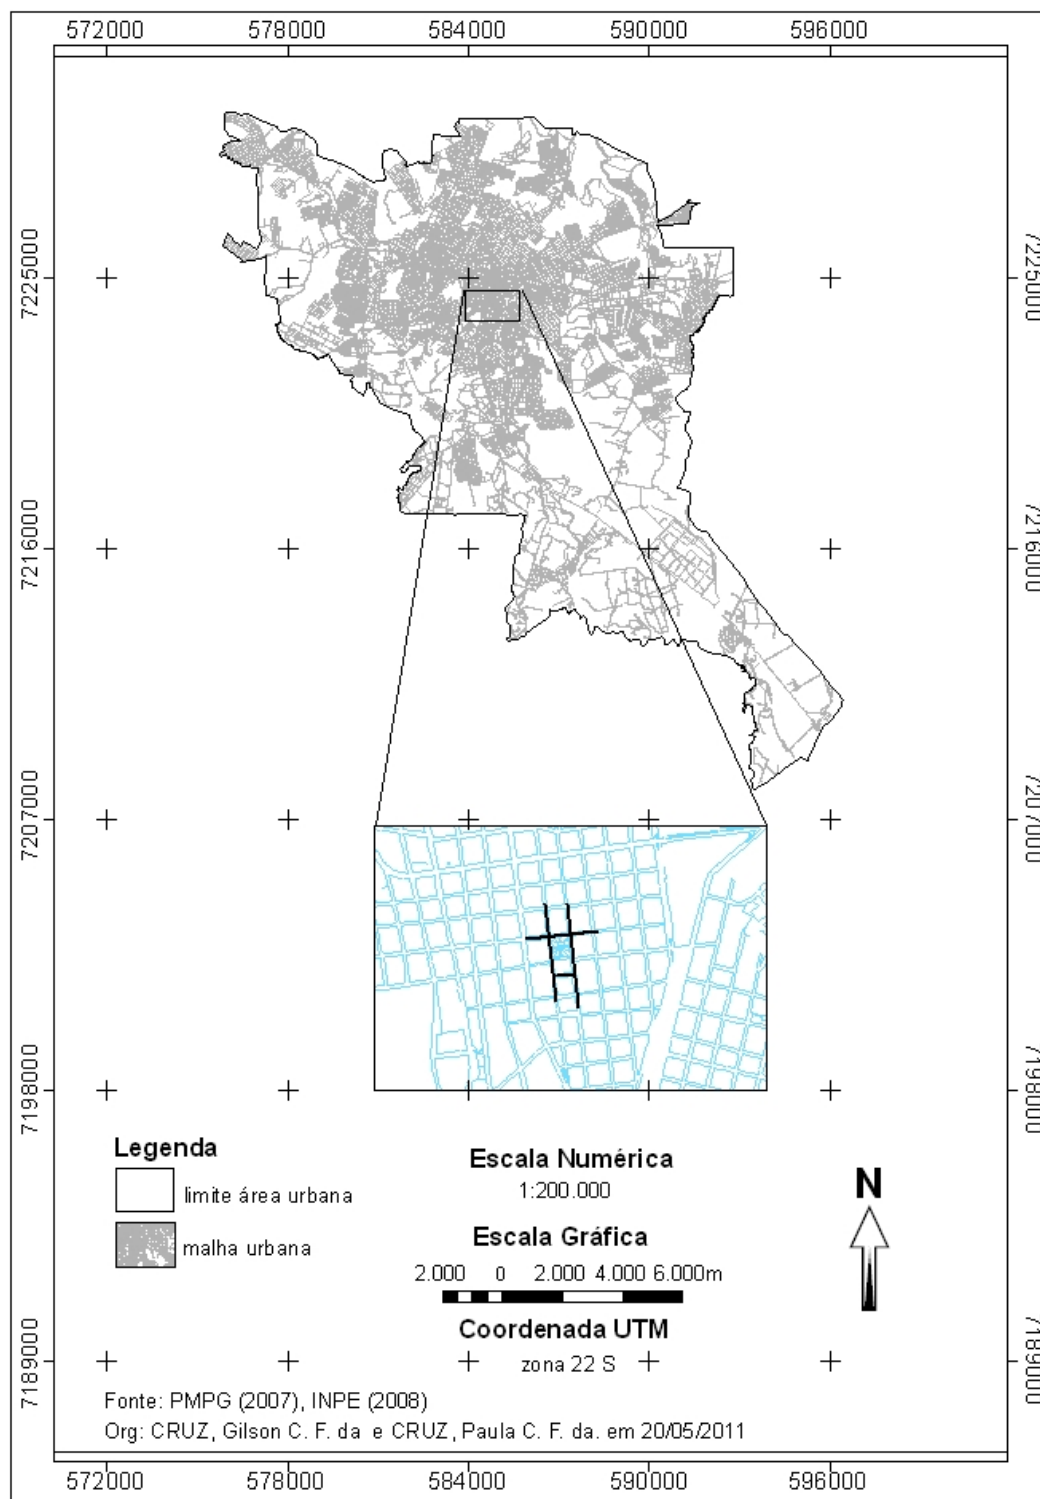 572000 578000 584000 590000 596000
7225000 7225000
7216000 7216000
7207000 7207000
7198000 7198000
Legenda
limite área urbana
malha urbana
Escala Numérica
1:200.000
Escala Gráfica
2.000 0 2.000 4.000 6.000m
Coordenada UTM
zona 22 S
N
7189000 7189000
Fonte: PMPG (2007), INPE (2008)
Org: CRUZ, Gilson C. F. da e CRUZ, Paula C. F. da. em 20/05/2011
572000 578000 584000 590000 596000